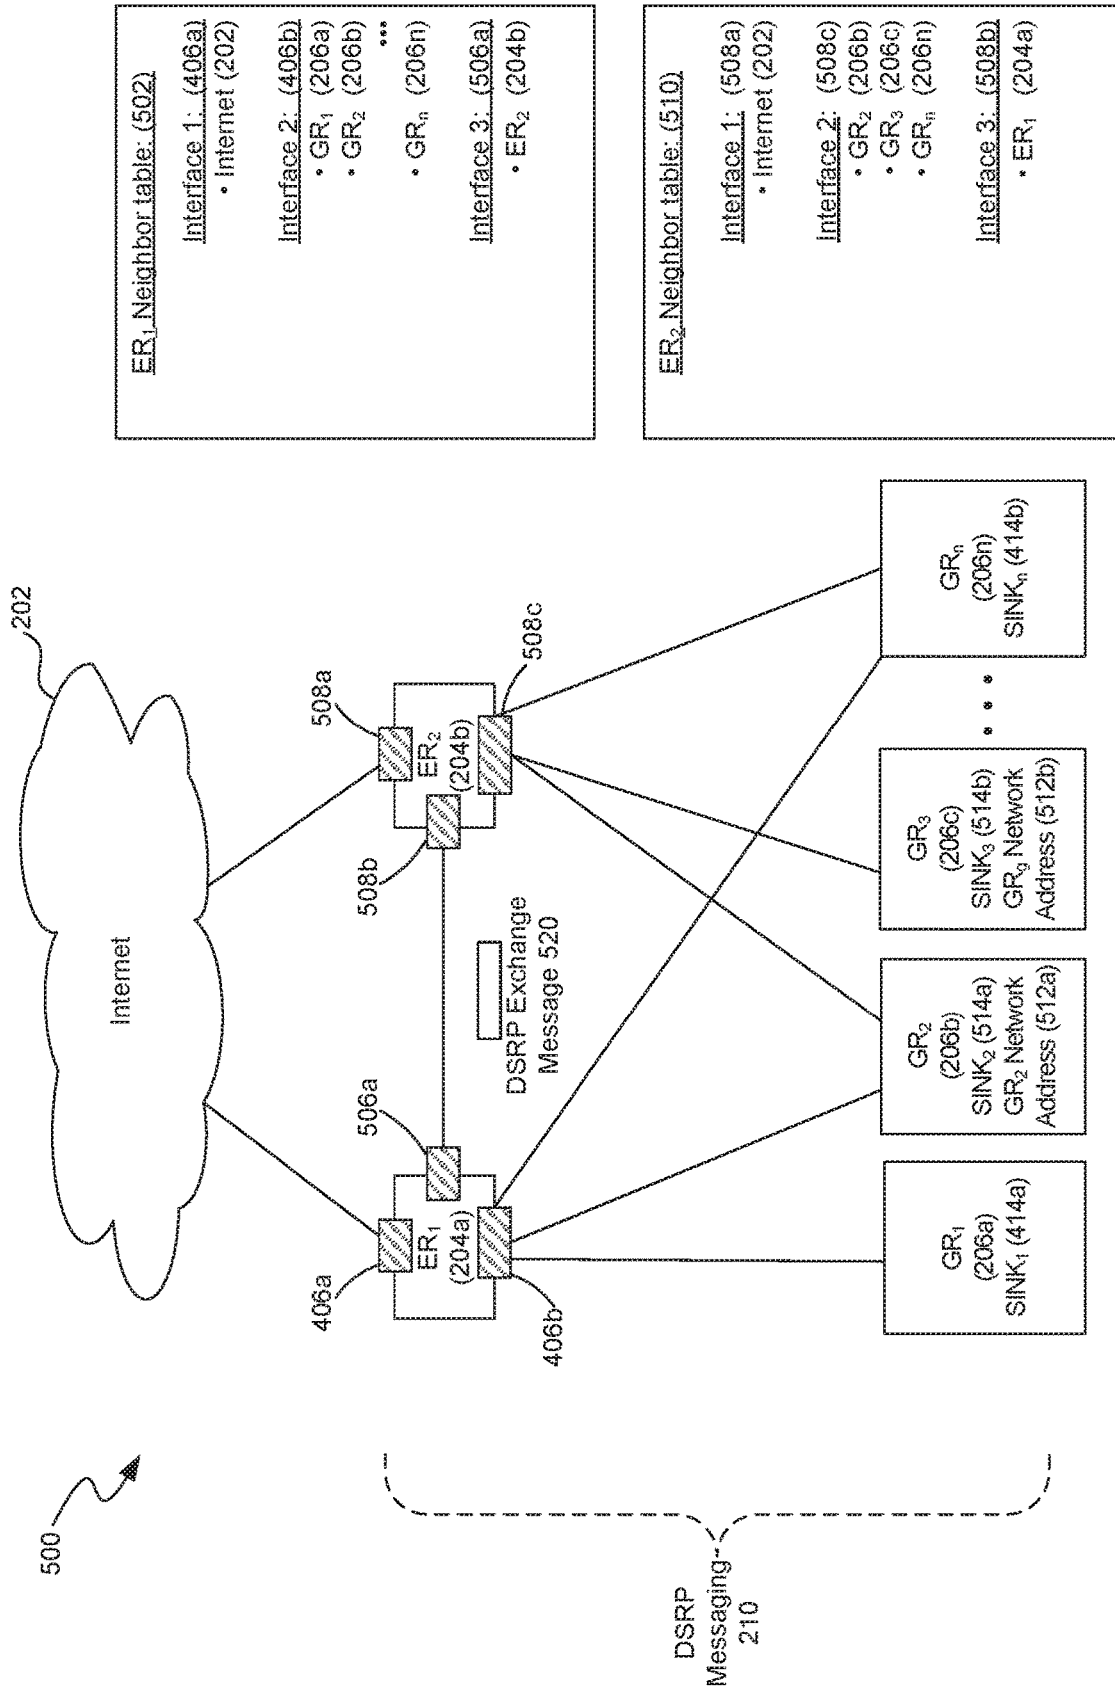 500
202
Internet
406a
508a
506a
508b
ER1
(204a)
ER2
(204b)
406b
508c
DSRP Exchange
Message 520
DSRP
Messaging
210
GR1
(206a)
SINK1 (414a)
GR2
(206b)
SINK2 (514a)
GR2 Network
Address (512a)
GR3
(206c)
SINK3 (514b)
GRg Network
Address (512b)
• • •
GRn
(206n)
SINKn (414b)
ER1 Neighbor table: (502)
Interface 1: (406a)
• Internet (202)
Interface 2: (406b)
• GR1 (206a)
• GR2 (206b)
•••
• GRn (206n)
Interface 3: (506a)
• ER2 (204b)
ER2 Neighbor table: (510)
Interface 1: (508a)
• Internet (202)
Interface 2: (508c)
• GR2 (206b)
• GR3 (206c)
• GRn (206n)
Interface 3: (508b)
• ER1 (204a)